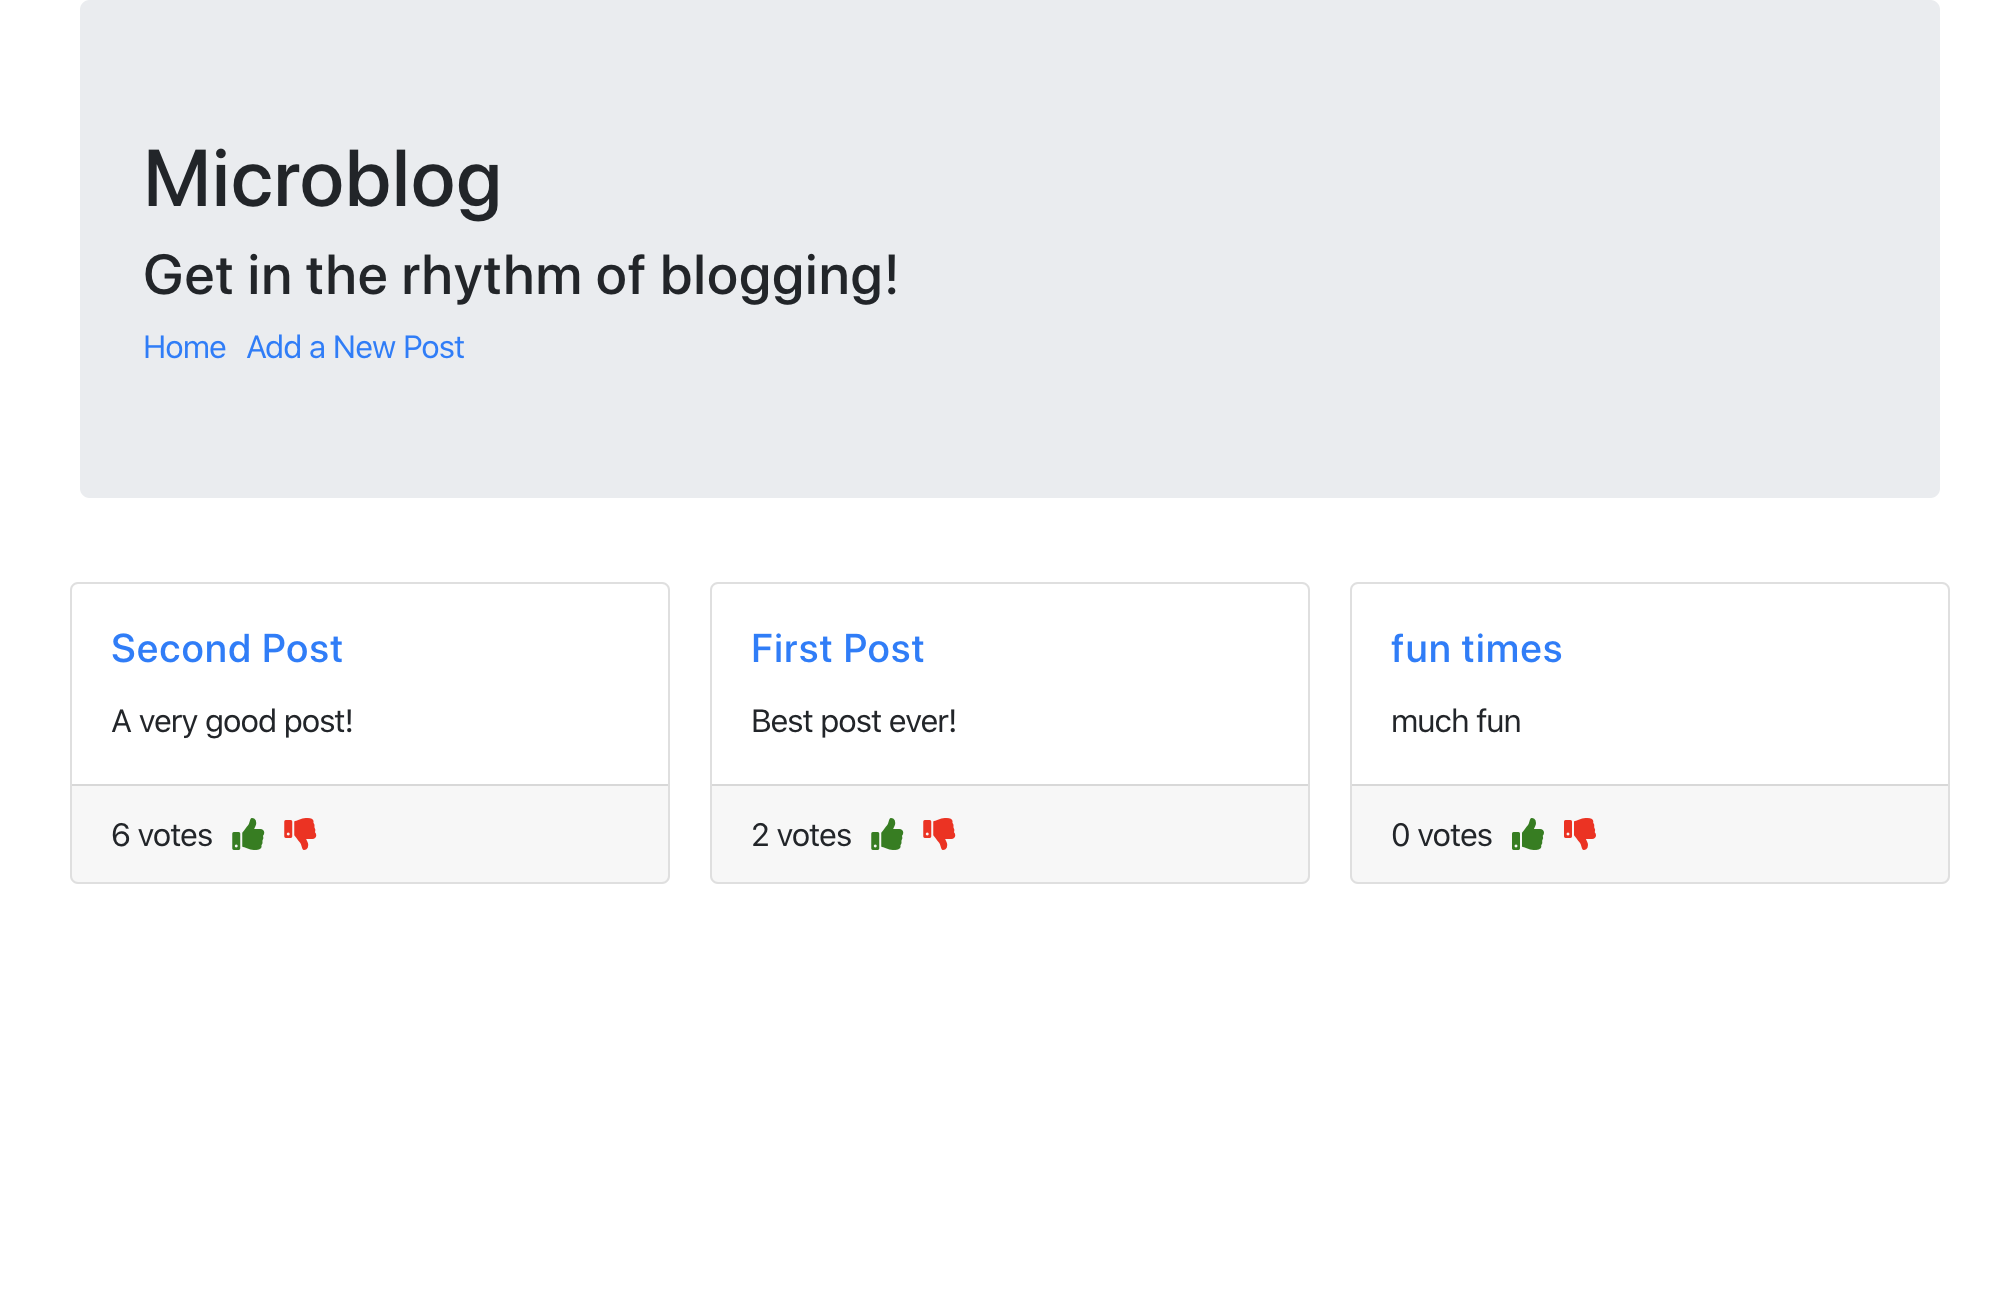 Microblog
Get in the rhythm of blogging!
Home Add a New Post
Second Post
A very good post!
6 votes
First Post
Best post ever!
2 votes
fun times
much fun
0 votes